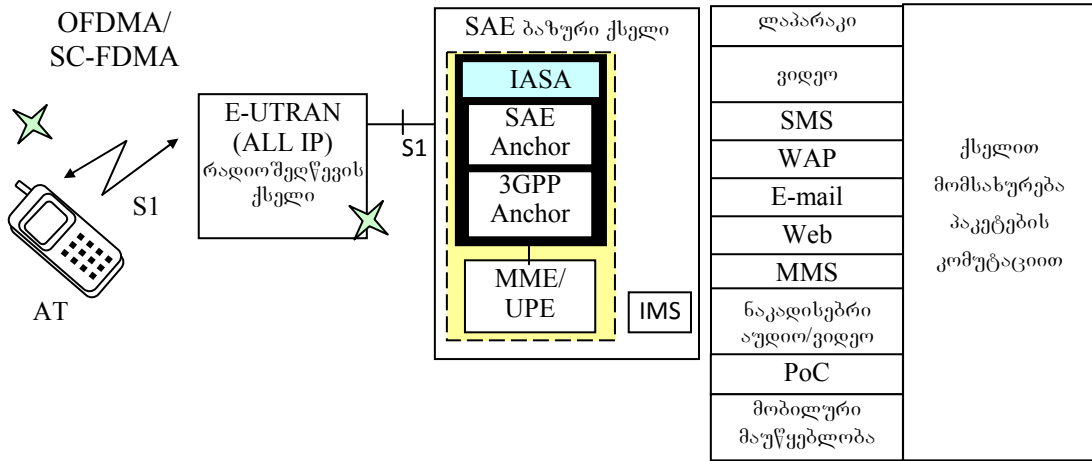 OFDMA/
SC-FDMA
S1
AT
E-UTRAN
(ALL IP)
რადიოშეღწევის
ქსელი
S1
SAE ბაზური ქსელი
IASA
SAE
Anchor
3GPP
Anchor
MME/
UPE
IMS
ლაპარაკი
ვიდეო
SMS
WAP
E-mail
Web
MMS
ნაკადისებრი
აუდიო/ვიდეო
PoC
მობილური
მაუწყებლობა
ქსელით
მომსახურება
პაკეტების
კომუტაციით